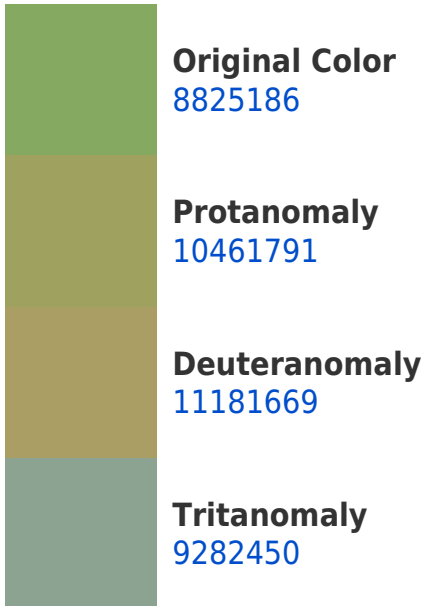 Original Color
8825186
Protanomaly
10461791
Deuteranomaly
11181669
Tritanomaly
9282450